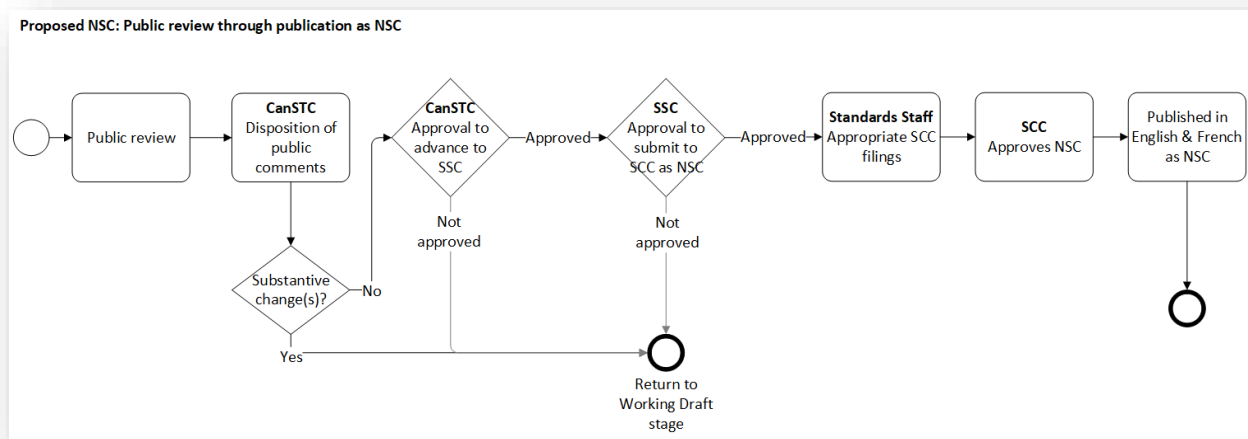 Proposed NSC: Public review through publication as NSC
Public review
CanSTC
Disposition of
public
comments
Substantive
change(s)?
No
Yes
CanSTC
Approval to
advance to
SSC
Approved
Not
approved
SSC
Approval to
submit to
SCC as NSC
Approved
Not
approved
Return to
Working Draft
stage
Standards Staff
Appropriate SCC
filings
SCC
Approves NSC
Published in
English & French
as NSC